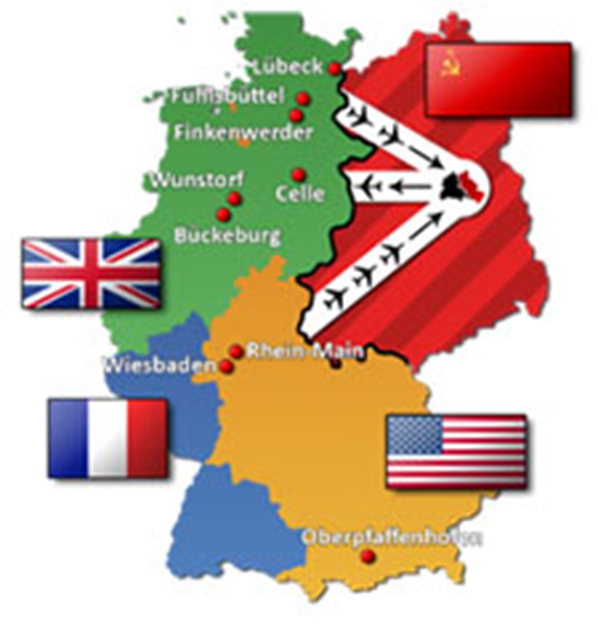 Lübeck
Fuhlsbüttel
Finkenwerder
Wunstorf
Celle
Bückeburg
Rhein-Main
Wiesbaden
Oberpfaffenhofen